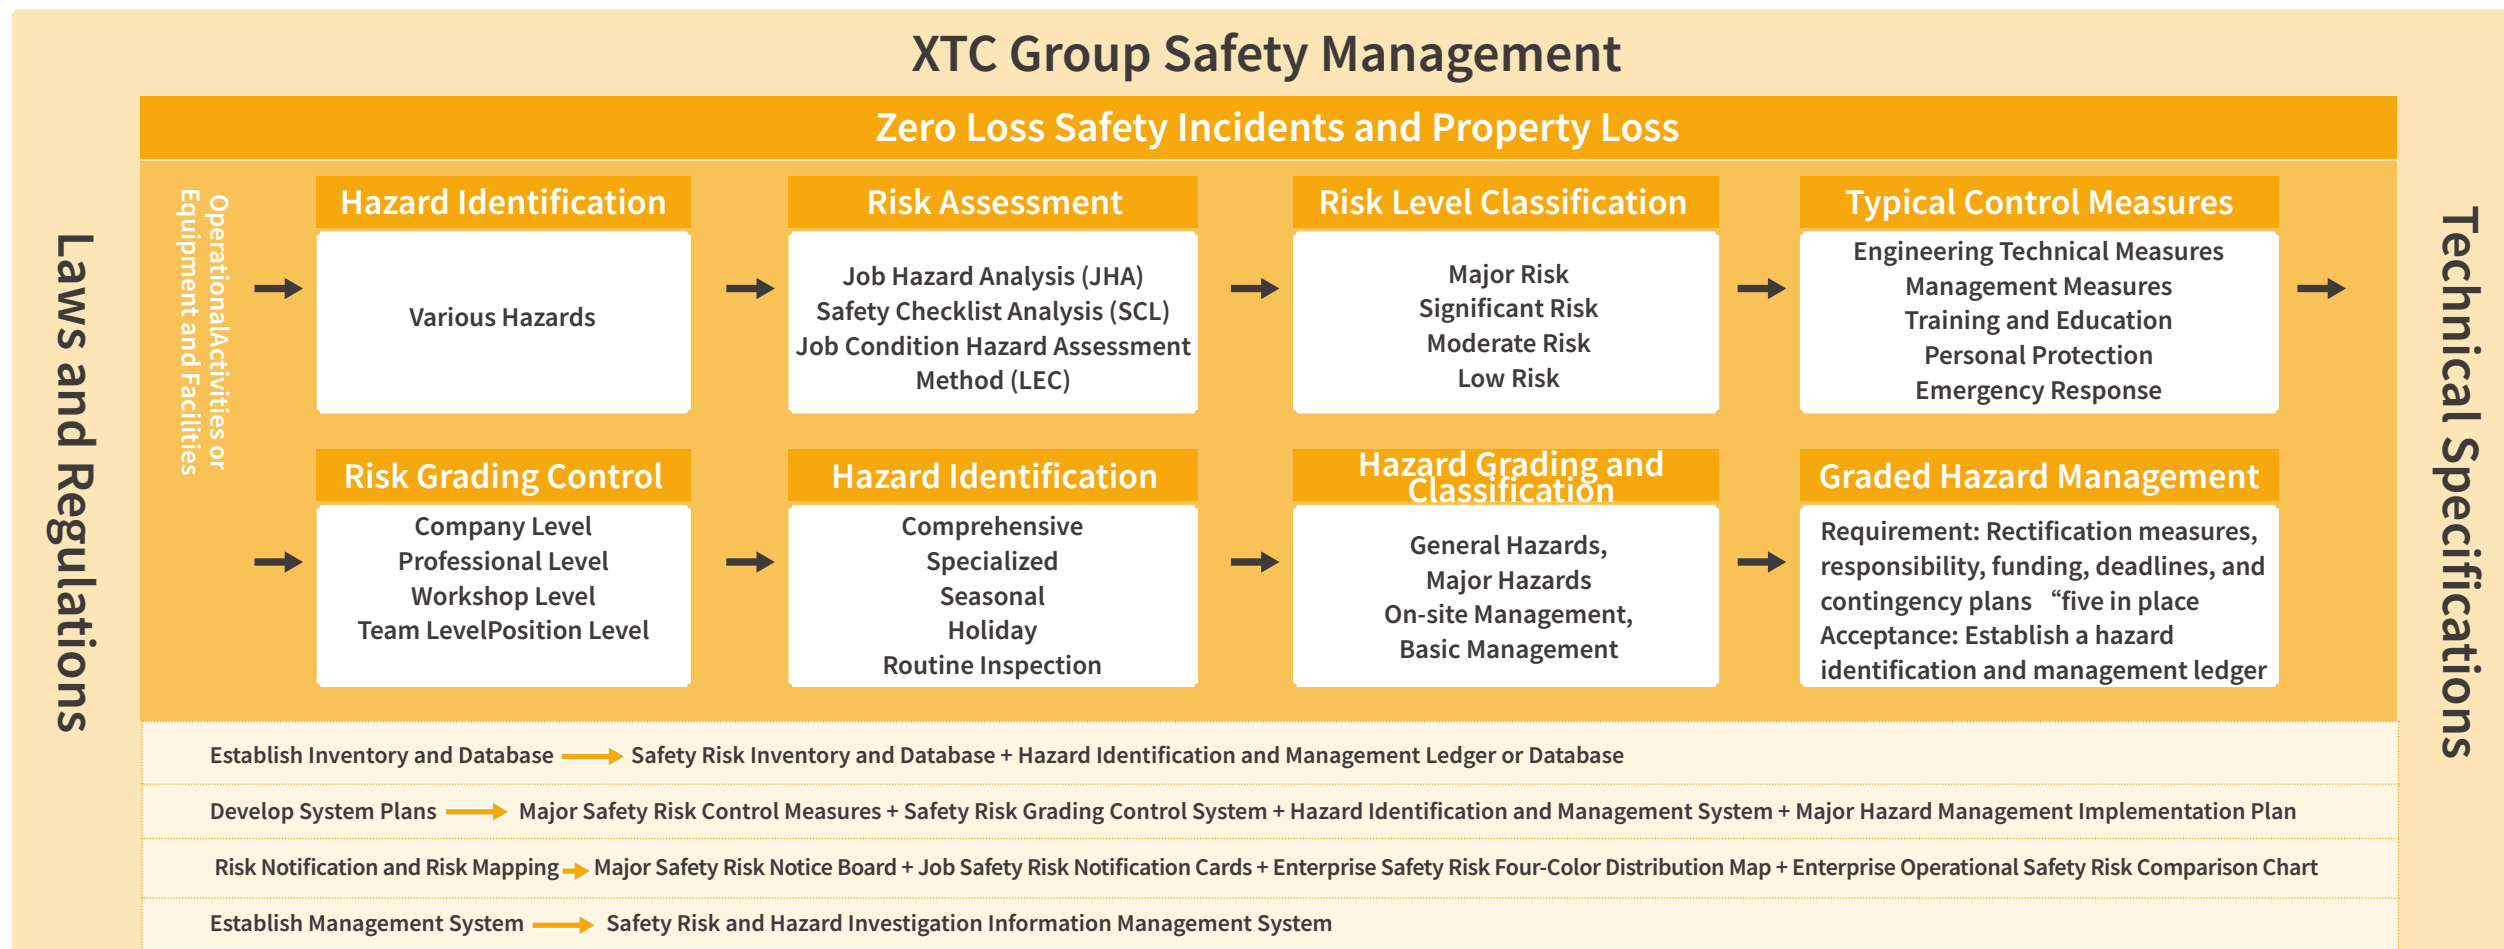 XTC Group Safety Management
Zero Loss Safety Incidents and Property Loss
Laws and Regulations
OperationalActivities or
Equipment and Facilities
Hazard Identification
Various Hazards
Risk Assessment
Job Hazard Analysis (JHA)
Safety Checklist Analysis (SCL)
Job Condition Hazard Assessment
Method (LEC)
Risk Level Classification
Major Risk
Significant Risk
Moderate Risk
Low Risk
Typical Control Measures
Engineering Technical Measures
Management Measures
Training and Education
Personal Protection
Emergency Response
Risk Grading Control
Company Level
Professional Level
Workshop Level
Team LevelPosition Level
Hazard Identification
Comprehensive
Specialized
Seasonal
Holiday
Routine Inspection
Hazard Grading and
Classification
General Hazards,
Major Hazards
On-site Management,
Basic Management
Graded Hazard Management
Requirement: Rectification measures,
responsibility, funding, deadlines, and
contingency plans “five in place
Acceptance: Establish a hazard
identification and management ledger
Technical Specifications
Establish Inventory and Database → Safety Risk Inventory and Database + Hazard Identification and Management Ledger or Database
Develop System Plans → Major Safety Risk Control Measures + Safety Risk Grading Control System + Hazard Identification and Management System + Major Hazard Management Implementation Plan
Risk Notification and Risk Mapping → Major Safety Risk Notice Board + Job Safety Risk Notification Cards + Enterprise Safety Risk Four-Color Distribution Map + Enterprise Operational Safety Risk Comparison Chart
Establish Management System → Safety Risk and Hazard Investigation Information Management System